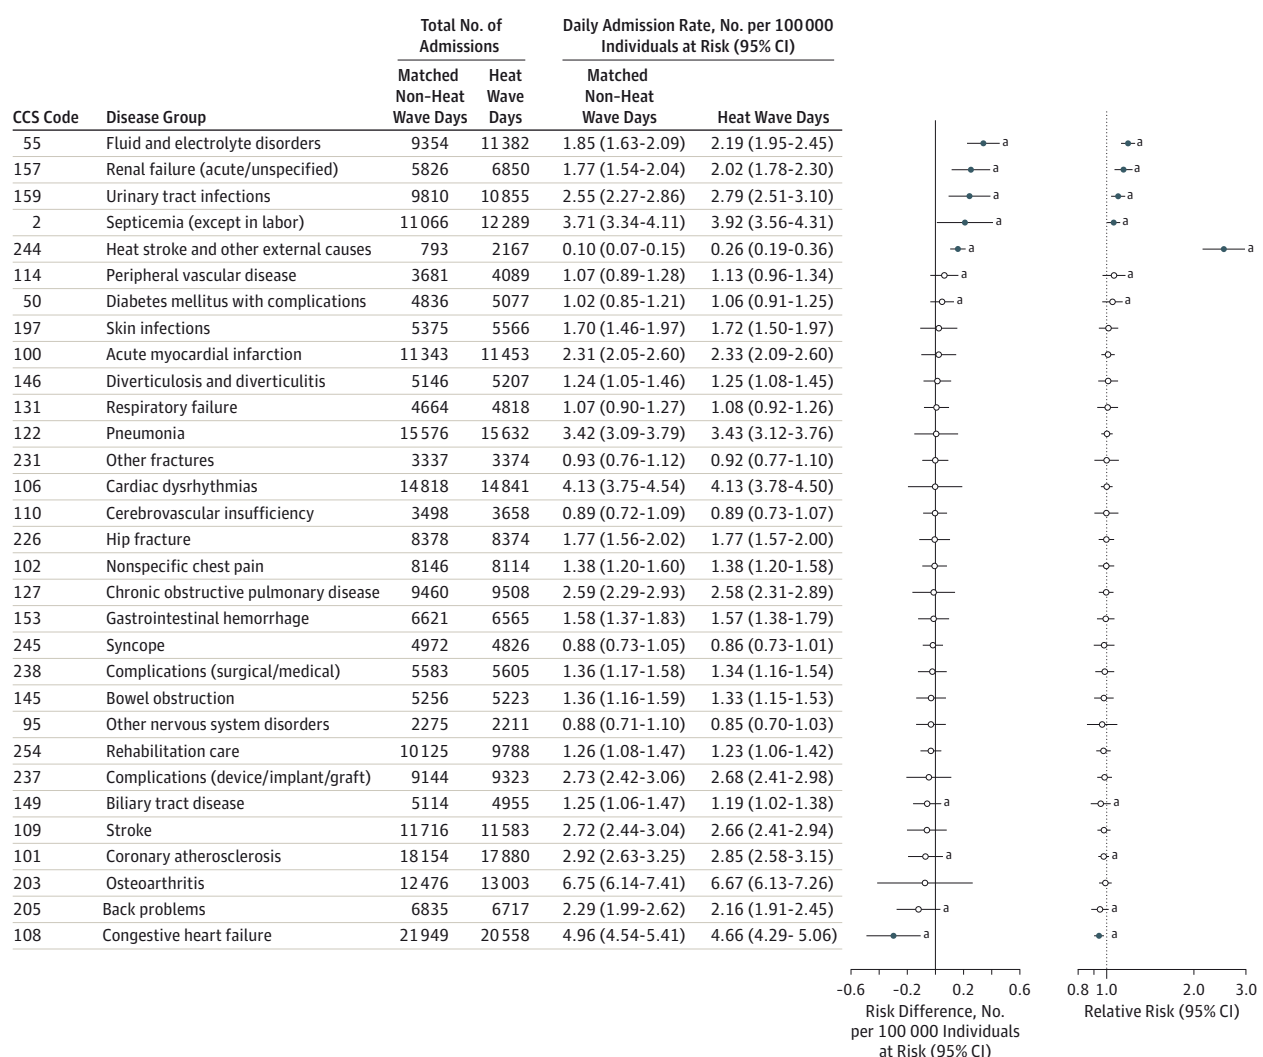 Total No. of Admissions
Daily Admission Rate, No. per 100 000 Individuals at Risk (95% CI)
CCS Code Disease Group Matched Non-Heat Wave Days Heat Wave Days Matched Non-Heat Wave Days Heat Wave Days
55 Fluid and electrolyte disorders 9354 11 382 1.85 (1.63-2.09) 2.19 (1.95-2.45) a a
157 Renal failure (acute/unspecified) 5826 6850 1.77 (1.54-2.04) 2.02 (1.78-2.30) a a
159 Urinary tract infections 9810 10 855 2.55 (2.27-2.86) 2.79 (2.51-3.10) a a
2 Septicemia (except in labor) 11 066 12 289 3.71 (3.34-4.11) 3.92 (3.56-4.31) a a
244 Heat stroke and other external causes 793 2167 0.10 (0.07-0.15) 0.26 (0.19-0.36) a a
114 Peripheral vascular disease 3681 4089 1.07 (0.89-1.28) 1.13 (0.96-1.34) a a
50 Diabetes mellitus with complications 4836 5077 1.02 (0.85-1.21) 1.06 (0.91-1.25) a a
197 Skin infections 5375 5566 1.70 (1.46-1.97) 1.72 (1.50-1.97)
100 Acute myocardial infarction 11 343 11 453 2.31 (2.05-2.60) 2.33 (2.09-2.60)
146 Diverticulosis and diverticulitis 5146 5207 1.24 (1.05-1.46) 1.25 (1.08-1.45)
131 Respiratory failure 4664 4818 1.07 (0.90-1.27) 1.08 (0.92-1.26)
122 Pneumonia 15 576 15 632 3.42 (3.09-3.79) 3.43 (3.12-3.76)
231 Other fractures 3337 3374 0.93 (0.76-1.12) 0.92 (0.77-1.10)
106 Cardiac dysrhythmias 14 818 14 841 4.13 (3.75-4.54) 4.13 (3.78-4.50)
110 Cerebrovascular insufficiency 3498 3658 0.89 (0.72-1.09) 0.89 (0.73-1.07)
226 Hip fracture 8378 8374 1.77 (1.56-2.02) 1.77 (1.57-2.00)
102 Nonspecific chest pain 8146 8114 1.38 (1.20-1.60) 1.38 (1.20-1.58)
127 Chronic obstructive pulmonary disease 9460 9508 2.59 (2.29-2.93) 2.58 (2.31-2.89)
153 Gastrointestinal hemorrhage 6621 6565 1.58 (1.37-1.83) 1.57 (1.38-1.79)
245 Syncope 4972 4826 0.88 (0.73-1.05) 0.86 (0.73-1.01)
238 Complications (surgical/medical) 5583 5605 1.36 (1.17-1.58) 1.34 (1.16-1.54)
145 Bowel obstruction 5256 5223 1.36 (1.16-1.59) 1.33 (1.15-1.53)
95 Other nervous system disorders 2275 2211 0.88 (0.71-1.10) 0.85 (0.70-1.03)
254 Rehabilitation care 10 125 9788 1.26 (1.08-1.47) 1.23 (1.06-1.42)
237 Complications (device/implant/graft) 9144 9323 2.73 (2.42-3.06) 2.68 (2.41-2.98)
149 Biliary tract disease 5114 4955 1.25 (1.06-1.47) 1.19 (1.02-1.38) a a
109 Stroke 11 716 11 583 2.72 (2.44-3.04) 2.66 (2.41-2.94)
101 Coronary atherosclerosis 18 154 17 880 2.92 (2.63-3.25) 2.85 (2.58-3.15) a a
203 Osteoarthritis 12 476 13 003 6.75 (6.14-7.41) 6.67 (6.13-7.26)
205 Back problems 6835 6717 2.29 (1.99-2.62) 2.16 (1.91-2.45) a a
108 Congestive heart failure 21 949 20 558 4.96 (4.54-5.41) 4.66 (4.29- 5.06) a a
-0.6 -0.2 0.2 0.6 0.8 1.0 2.0 3.0
Risk Difference, No.
per 100 000 Individuals
at Risk (95% CI)
Relative Risk (95% CI)